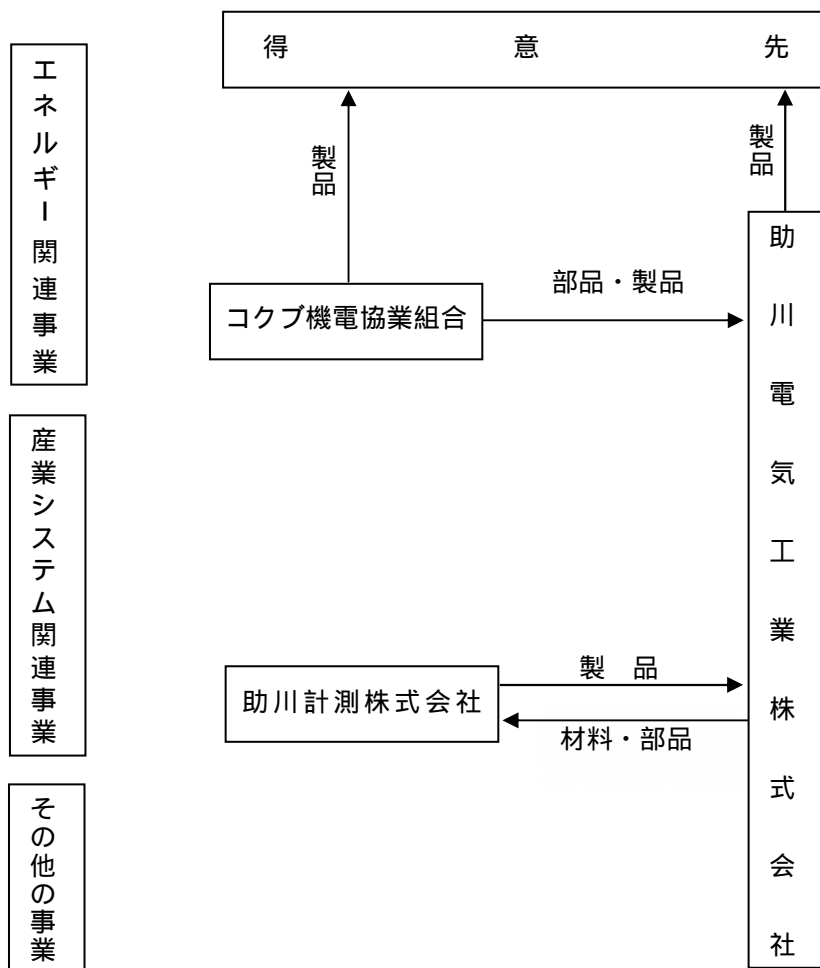 得意先
エネルギー関連事業
製品
製品
助川電気工業株式会社
部品・製品
コクブ機電協業組合
産業システム関連事業
製品
助川計測株式会社
材料・部品
その他の事業